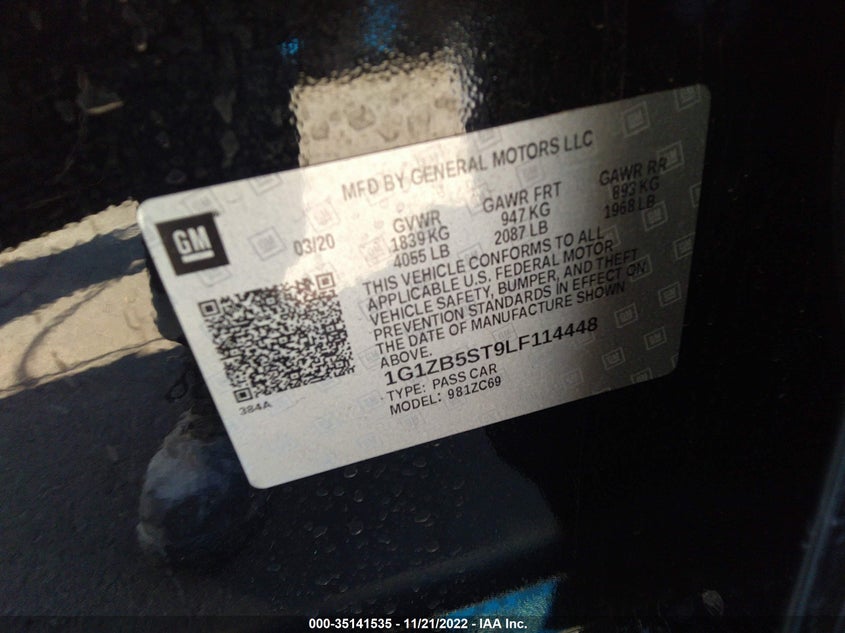 MFD BY GENERAL MOTORS LLC
GM
03/20
GVWR
1839 KG
4055 LB
GAWR FRT
947 KG
2087 LB
GAWR RR
893 KG
1968 LB
THIS VEHICLE CONFORMS TO ALL
APPLICABLE U.S. FEDERAL MOTOR
VEHICLE SAFETY, BUMPER, AND THEFT
PREVENTION STANDARDS IN EFFECT ON
THE DATE OF MANUFACTURE SHOWN
ABOVE.
1G1ZB5ST9LF114448
TYPE: PASS CAR
MODEL: 981ZC69
384A
000-35141535 - 11/21/2022 - IAA Inc.